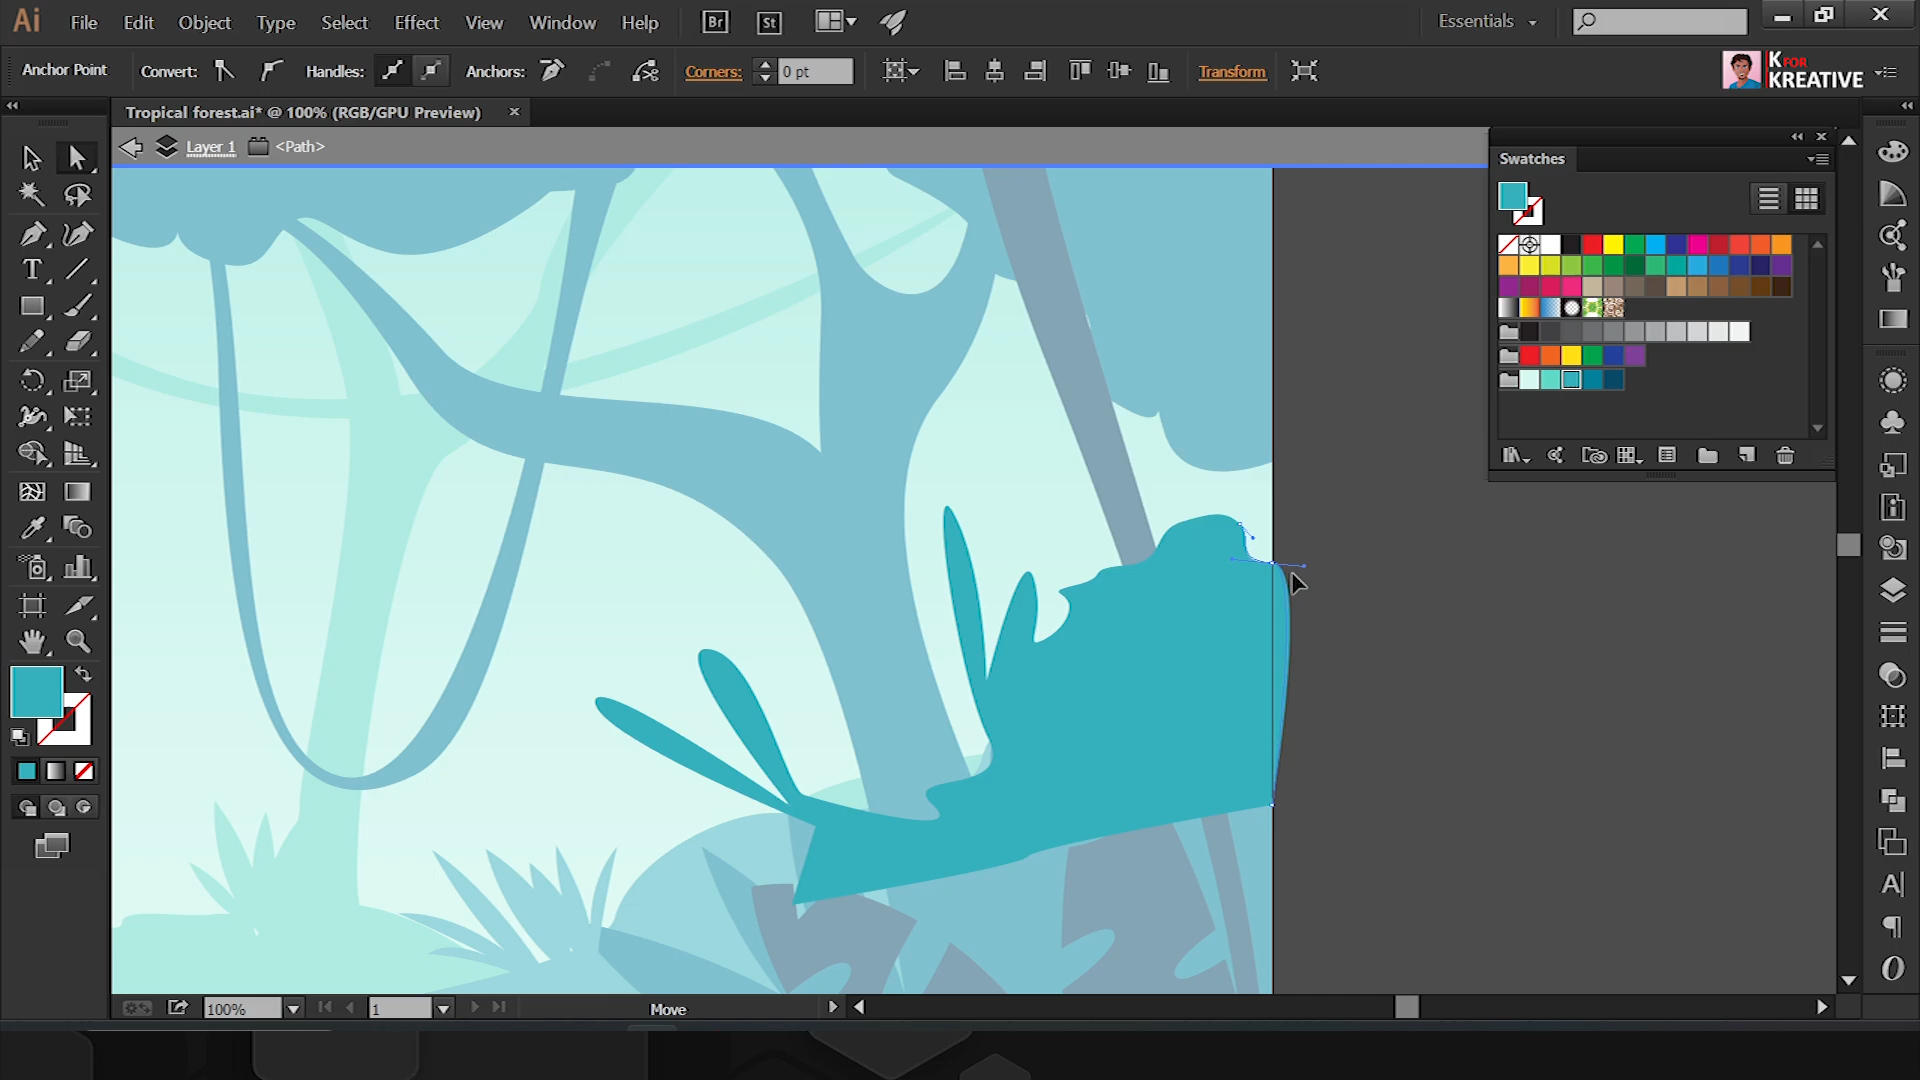 Ai File Edit Object Type Select Effect View Window Help Br St Essentials
Anchor Point Convert: Handles: Anchors: Corners: 0 pt Transform
K FOR
KREATIVE
Tropical forest.ai* @ 100% (RGB/GPU Preview)
Layer 1 <Path>
Swatches
100% 1 Move